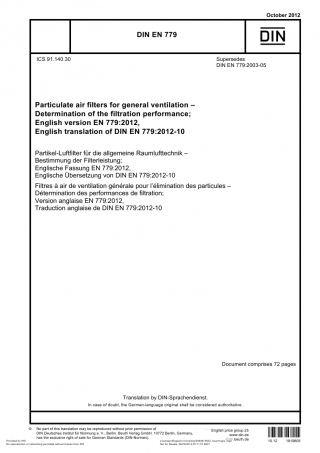 October 2012
DIN EN 779
DIN
ICS 91.140.30
Supersedes
DIN EN 779:2003-05
Particulate air filters for general ventilation –
Determination of the filtration performance;
English version EN 779:2012,
English translation of DIN EN 779:2012-10
Partikel-Luftfilter für die allgemeine Raumlufttechnik –
Bestimmung der Filterleistung;
Englische Fassung EN 779:2012,
Englische Übersetzung von DIN EN 779:2012-10
Filtres à air de ventilation générale pour l'élimination des particules –
Détermination des performances de filtration;
Version anglaise EN 779:2012,
Traduction anglaise de DIN EN 779:2012-10
Document comprises 72 pages
Translation by DIN-Sprachendienst.
In case of doubt, the German-language original shall be considered authoritative.
© No part of this translation may be reproduced without prior permission of
DIN Deutsches Institut für Normung e. V., Berlin. Beuth Verlag GmbH, 10772 Berlin, Germany,
has the exclusive right of sale for German Standards (DIN-Normen).
English price group 25
www.din.de
www.beuth.de